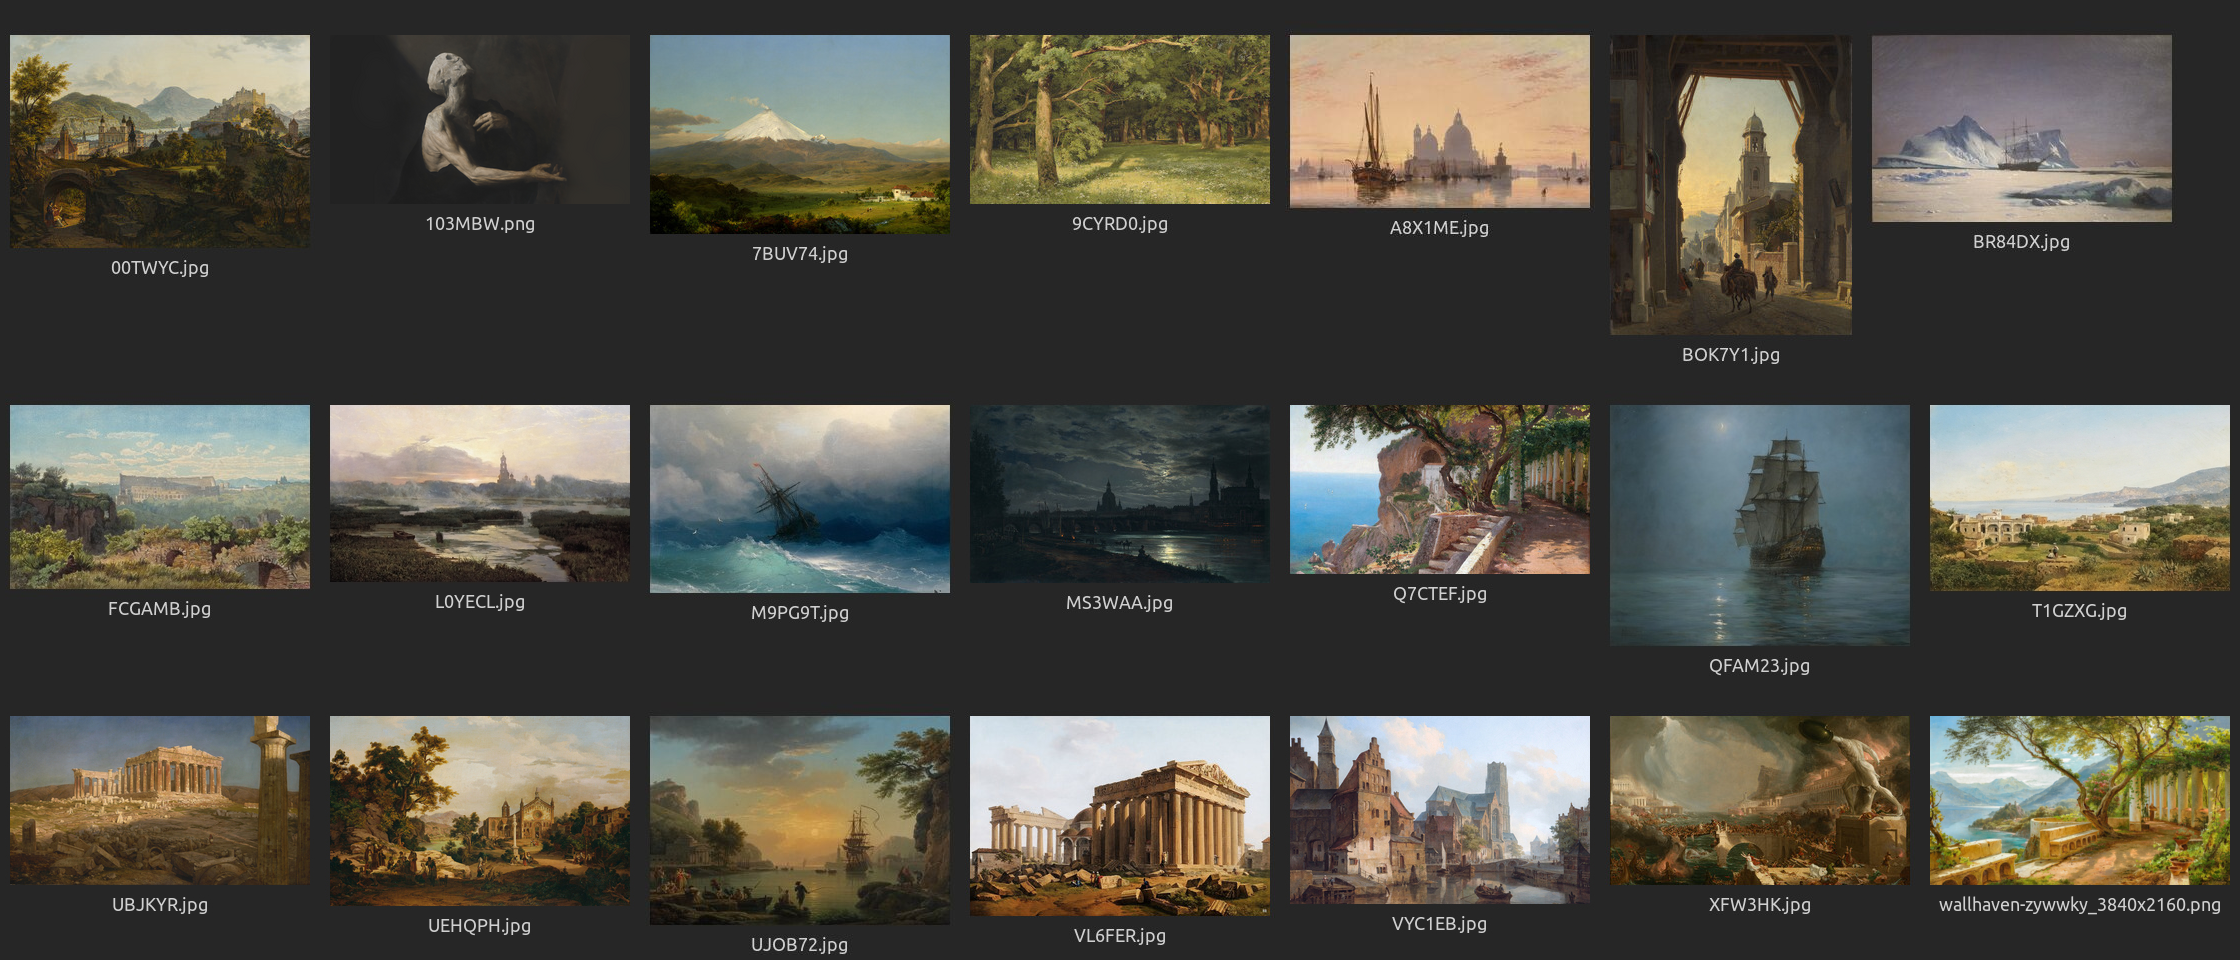 00TWYC.jpg
103MBW.png
7BUV74.jpg
9CYRD0.jpg
A8X1ME.jpg
BOK7Y1.jpg
BR84DX.jpg
FCGAMB.jpg
L0YECL.jpg
M9PG9T.jpg
MS3WAA.jpg
Q7CTEF.jpg
QFAM23.jpg
T1GZXG.jpg
UBJKYR.jpg
UEHQPH.jpg
UJOB72.jpg
VL6FER.jpg
VYC1EB.jpg
XFW3HK.jpg
wallhaven-zywwky_3840x2160.png